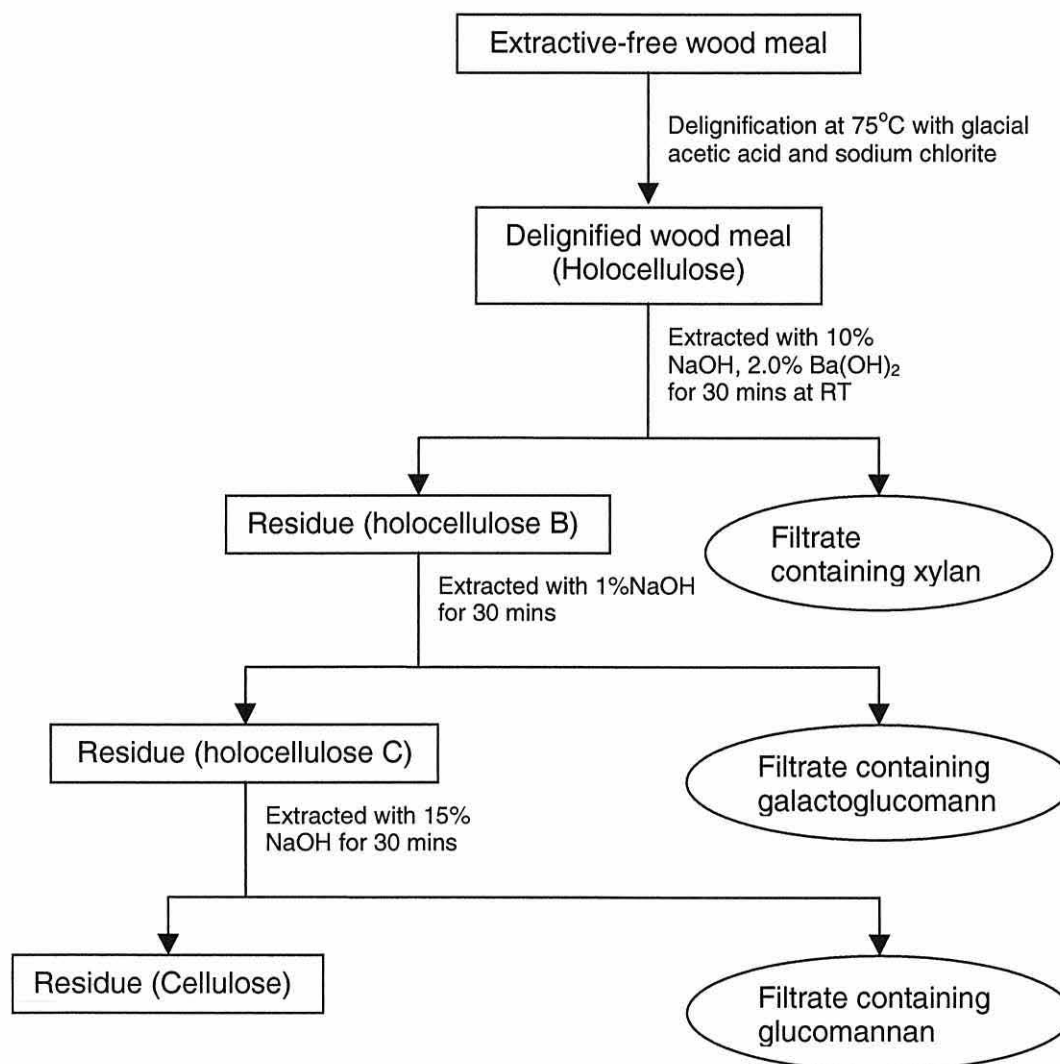 Extractive-free wood meal
Delignification at 75°C with glacial
acetic acid and sodium chlorite
Delignified wood meal
(Holocellulose)
Extracted with 10%
NaOH, 2.0% Ba(OH)₂
for 30 mins at RT
Residue (holocellulose B)
Filtrate
containing xylan
Extracted with 1%NaOH
for 30 mins
Residue (holocellulose C)
Filtrate containing
galactoglucomann
Extracted with 15%
NaOH for 30 mins
Residue (Cellulose)
Filtrate containing
glucomannan